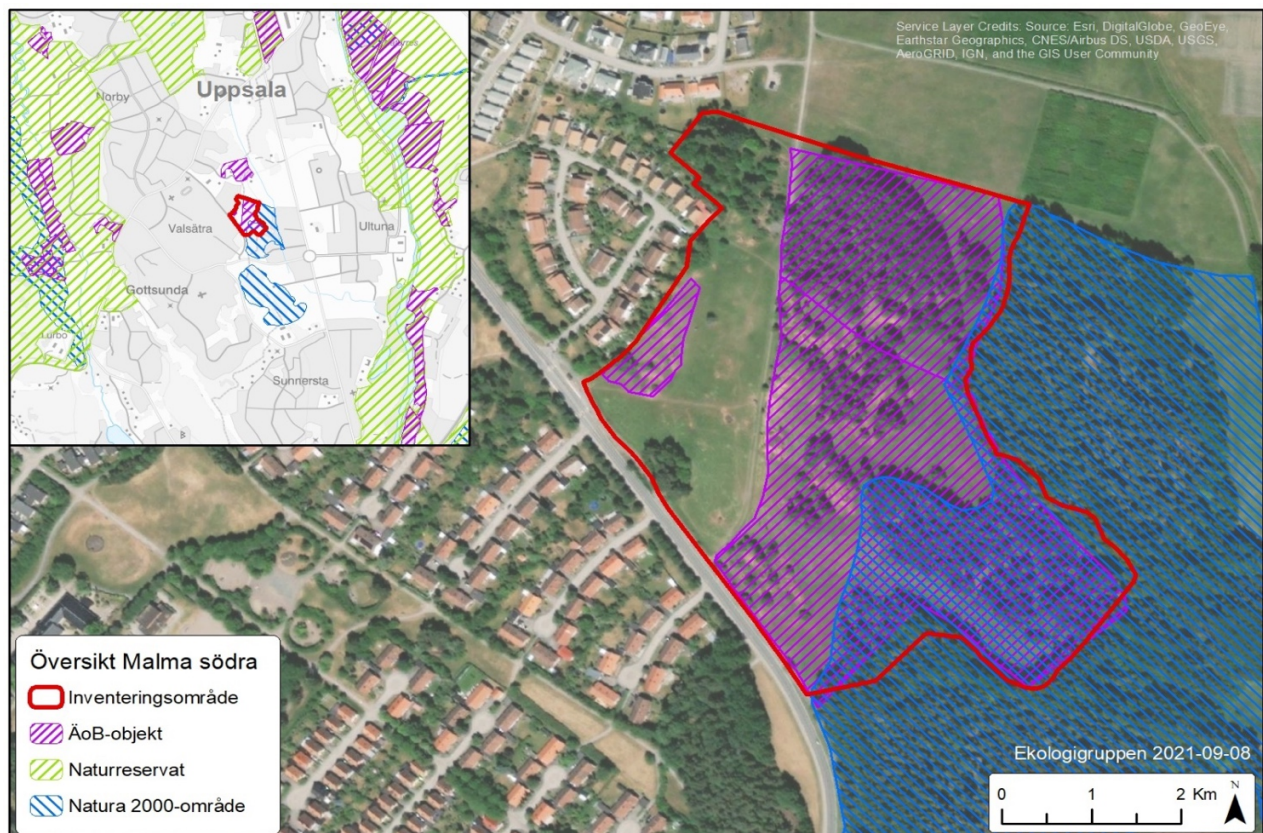 Service Layer Credits: Source: Esri, DigitalGlobe, GeoEye,
Earthstar Geographics, CNES/Airbus DS, USDA, USGS,
AeroGRID, IGN, and the GIS User Community
Norby
Uppsala
Valsätra
Ultuna
Gottsunda
Sunnersta
Översikt Malma södra
Inventeringsområde
ÄoB-objekt
Naturreservat
Natura 2000-område
Ekologigruppen 2021-09-08
0 1 2 Km
N